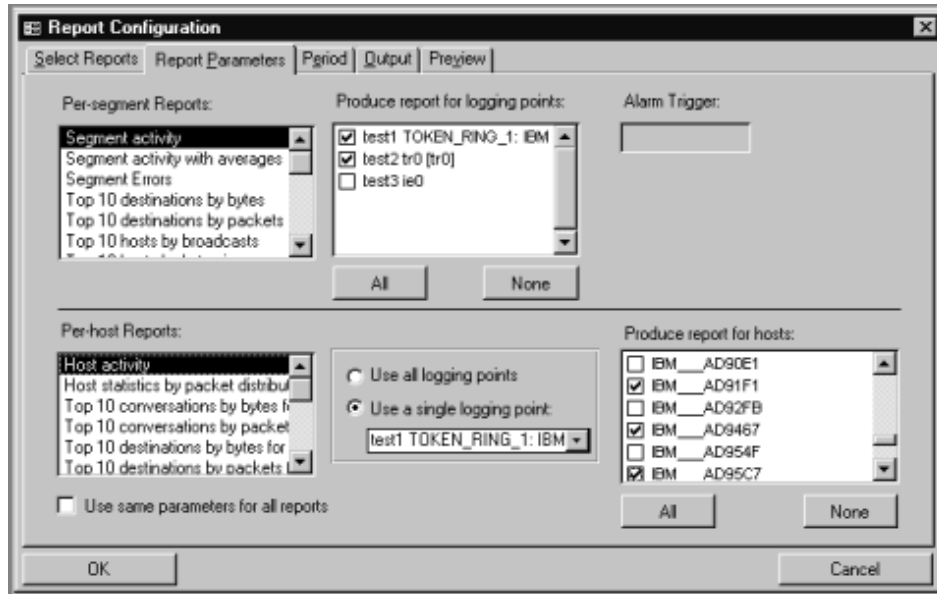 Report Configuration
Select Reports Report Parameters Period Output Preview
Per-segment Reports:
Segment activity
Segment activity with averages
Segment Errors
Top 10 destinations by bytes
Top 10 destinations by packets
Top 10 hosts by broadcasts
Produce report for logging points:
test1 TOKEN_RING_1: IBM
test2 tr0 [tr0]
test3 ie0
All
None
Alarm Trigger:
Per-host Reports:
Host activity
Host statistics by packet distribut
Top 10 conversations by bytes f
Top 10 conversations by packet
Top 10 destinations by bytes for
Top 10 destinations by packets
Use same parameters for all reports
Use all logging points
Use a single logging point:
test1 TOKEN_RING_1: IBM
Produce report for hosts:
IBM___AD90E1
IBM___AD91F1
IBM___AD92FB
IBM___AD9467
IBM___AD954F
IBM___AD95C7
All
None
OK
Cancel